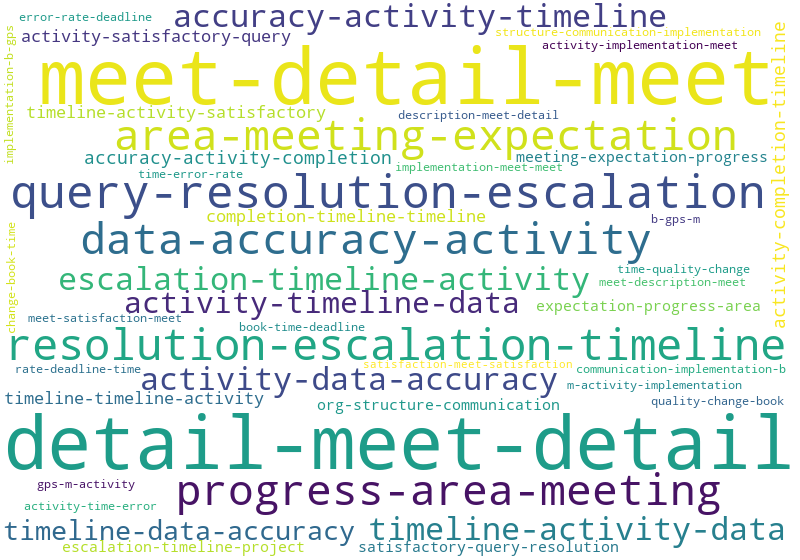 error-rate-deadline
accuracy-activity-timeline
activity-satisfactory-query
structure-communication-implementation
activity-implementation-meet
implementation-b-gps
meet-detail-meet
activity-completion-timeline
timeline-activity-satisfactory
description-meet-detail
area-meeting-expectation
accuracy-activity-completion
meeting-expectation-progress
time-error-rate
implementation-meet-meet
query-resolution-escalation
completion-timeline-timeline
b-gps-m
change-book-time
data-accuracy-activity
escalation-timeline-activity
time-quality-change
meet-description-meet
activity-timeline-data
expectation-progress-area
meet-satisfaction-meet
book-time-deadline
resolution-escalation-timeline
rate-deadline-time
satisfaction-meet-satisfaction
communication-implementation-b
activity-data-accuracy
m-activity-implementation
timeline-timeline-activity
org-structure-communication
quality-change-book
detail-meet-detail
gps-m-activity
progress-area-meeting
activity-time-error
timeline-data-accuracy
timeline-activity-data
escalation-timeline-project
satisfactory-query-resolution